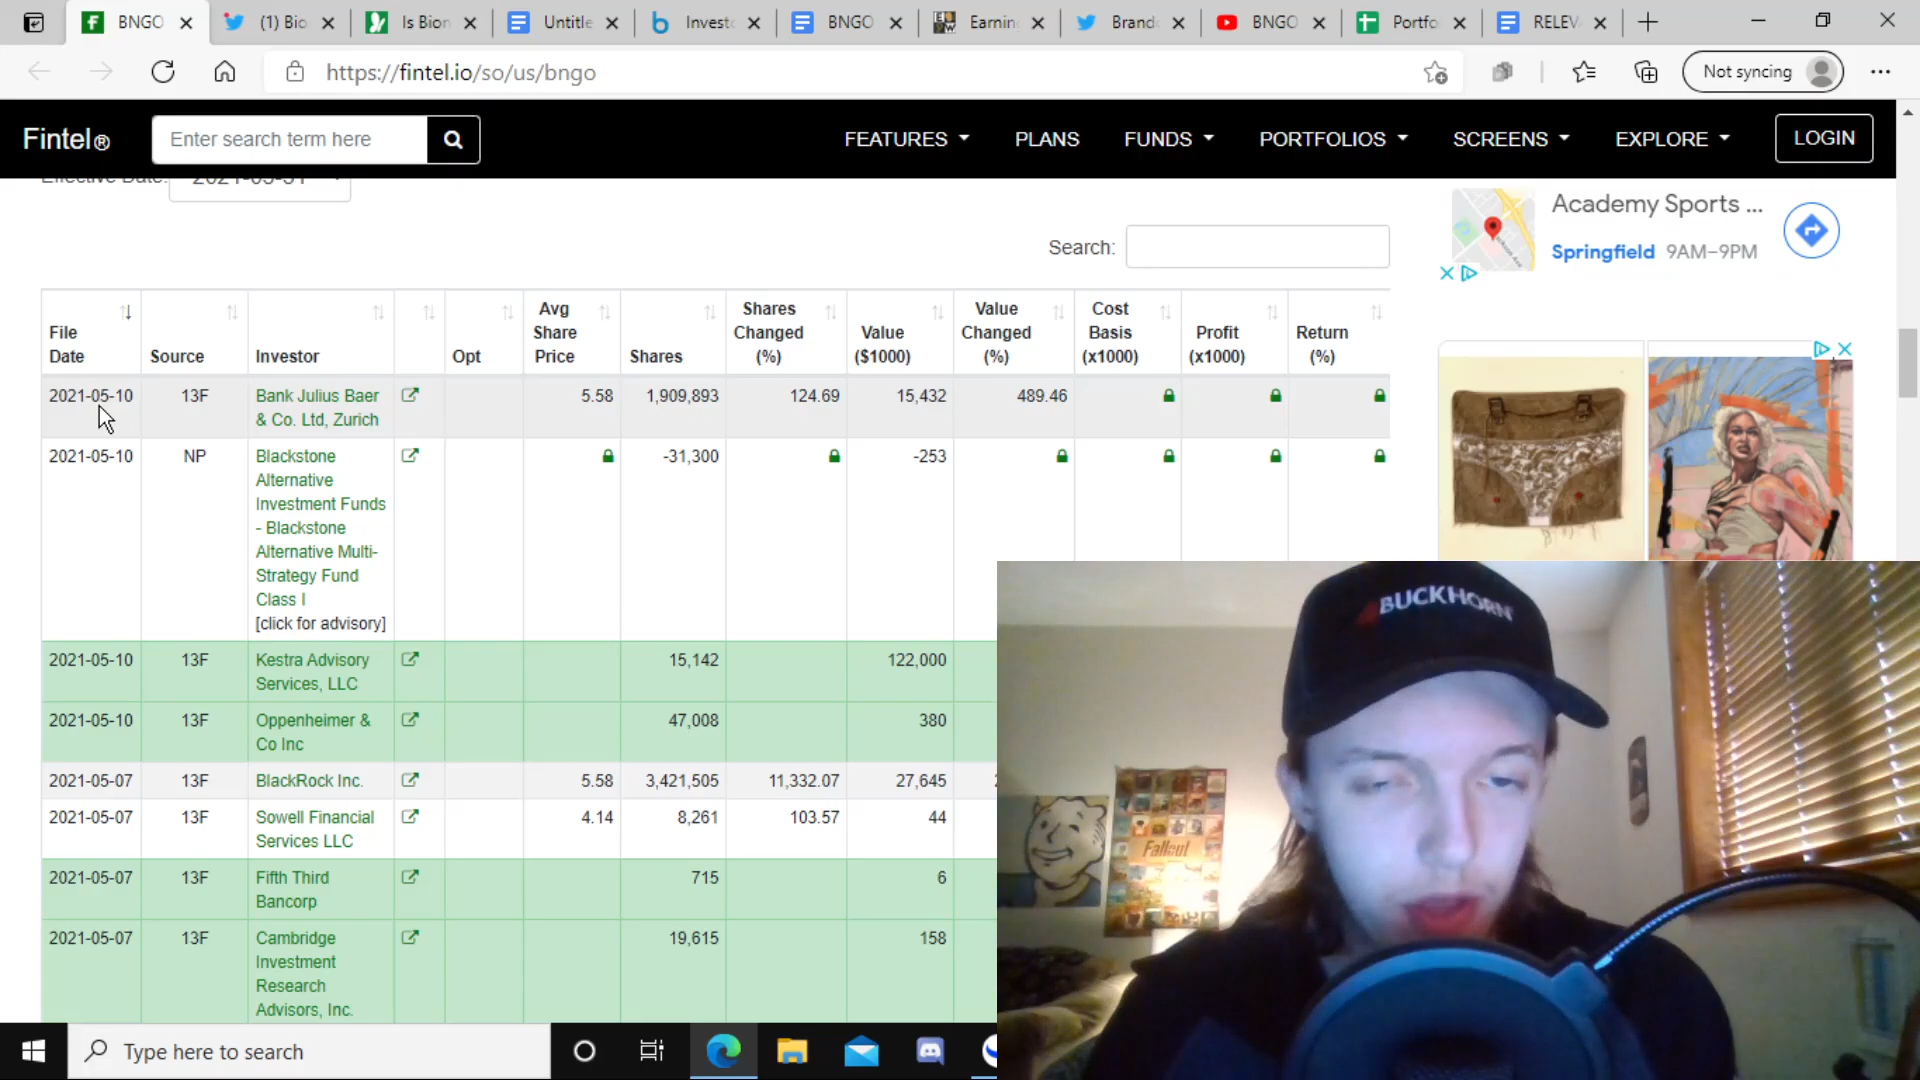 BNGO
(1) Bio
Is Bion
Untitle
Investo
BNGO
Earnin
Brand
BNGO
Portfo
RELEV
https://fintel.io/so/us/bngo
Not syncing
Fintel®
Enter search term here
FEATURES
PLANS
FUNDS
PORTFOLIOS
SCREENS
EXPLORE
LOGIN
Effective Date:
Search:
Academy Sports ...
Springfield 9AM–9PM
File Date
Source
Investor
Opt
Avg Share Price
Shares
Shares Changed (%)
Value ($1000)
Value Changed (%)
Cost Basis (x1000)
Profit (x1000)
Return (%)
2021-05-10 13F Bank Julius Baer 5.58 1,909,893 124.69 15,432 489.46
& Co. Ltd, Zurich
2021-05-10 NP Blackstone -31,300 -253
Alternative
Investment Funds
- Blackstone
Alternative Multi-
Strategy Fund
Class I
[click for advisory]
2021-05-10 13F Kestra Advisory 15,142 122,000
Services, LLC
2021-05-10 13F Oppenheimer & 47,008 380
Co Inc
2021-05-07 13F BlackRock Inc. 5.58 3,421,505 11,332.07 27,645
2021-05-07 13F Sowell Financial 4.14 8,261 103.57 44
Services LLC
2021-05-07 13F Fifth Third 715 6
Bancorp
2021-05-07 13F Cambridge 19,615 158
Investment
Research
Advisors, Inc.
BUCKHORN
Fallout
Type here to search